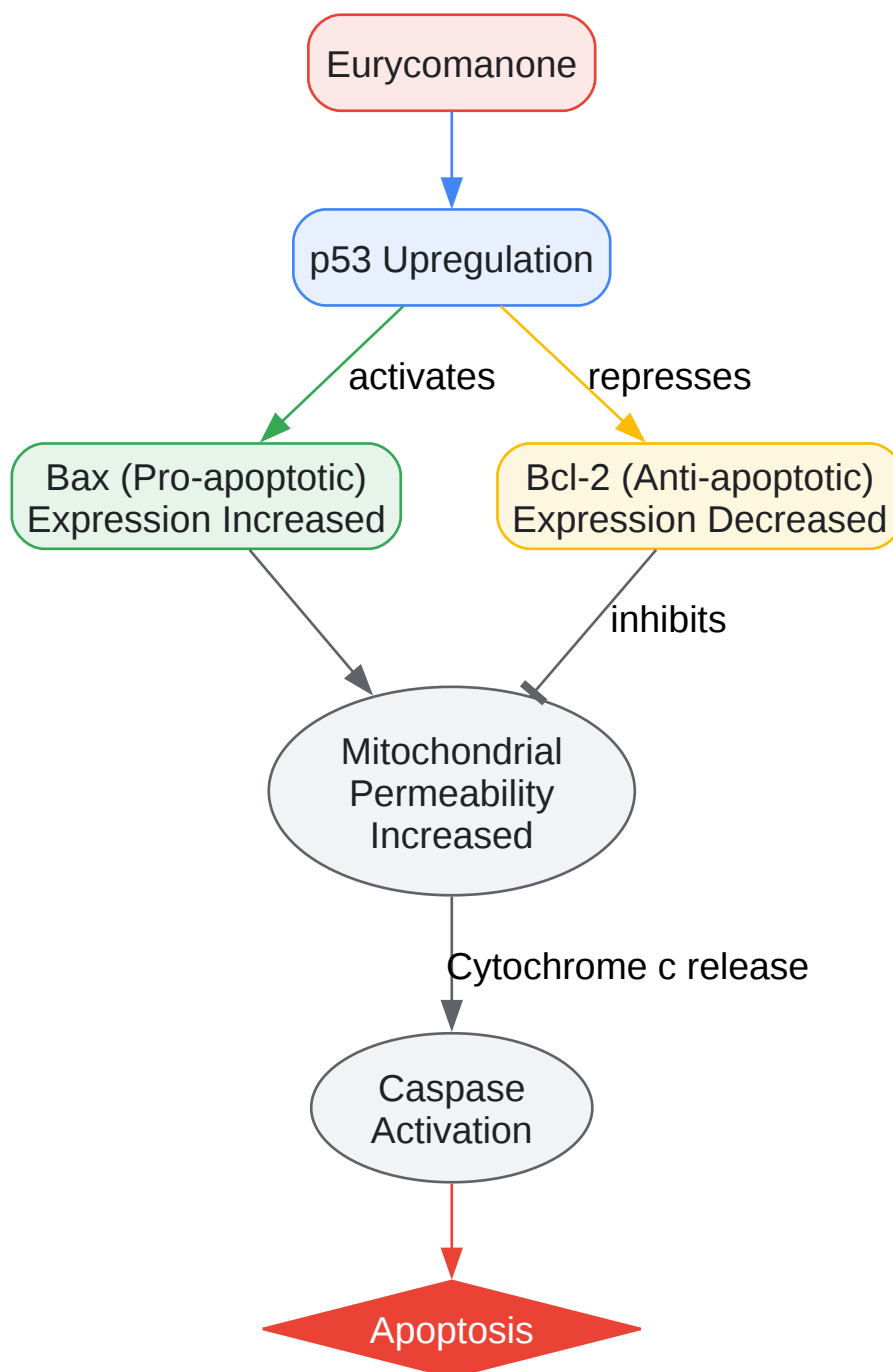 Eurycomanone
p53 Upregulation
activates
represses
Bax (Pro-apoptotic)
Expression Increased
Bcl-2 (Anti-apoptotic)
Expression Decreased
inhibits
Mitochondrial
Permeability
Increased
Cytochrome c release
Caspase
Activation
Apoptosis